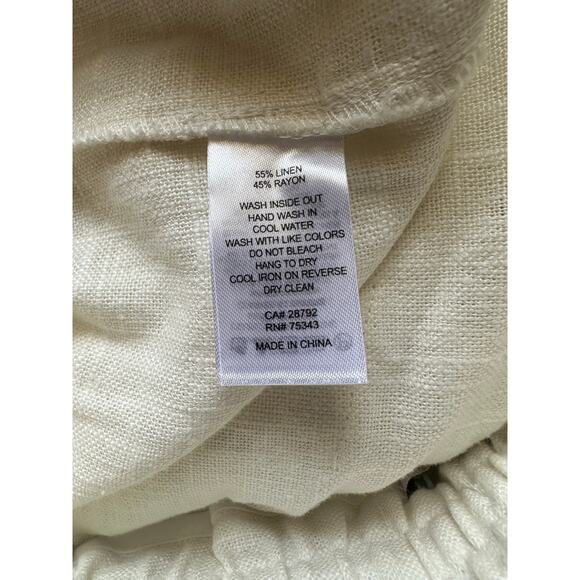 55% LINEN
45% RAYON
WASH INSIDE OUT
HAND WASH IN
COOL WATER
WASH WITH LIKE COLORS
DO NOT BLEACH
HANG TO DRY
COOL IRON ON REVERSE
DRY CLEAN
CA# 28792
RN# 75343
MADE IN CHINA